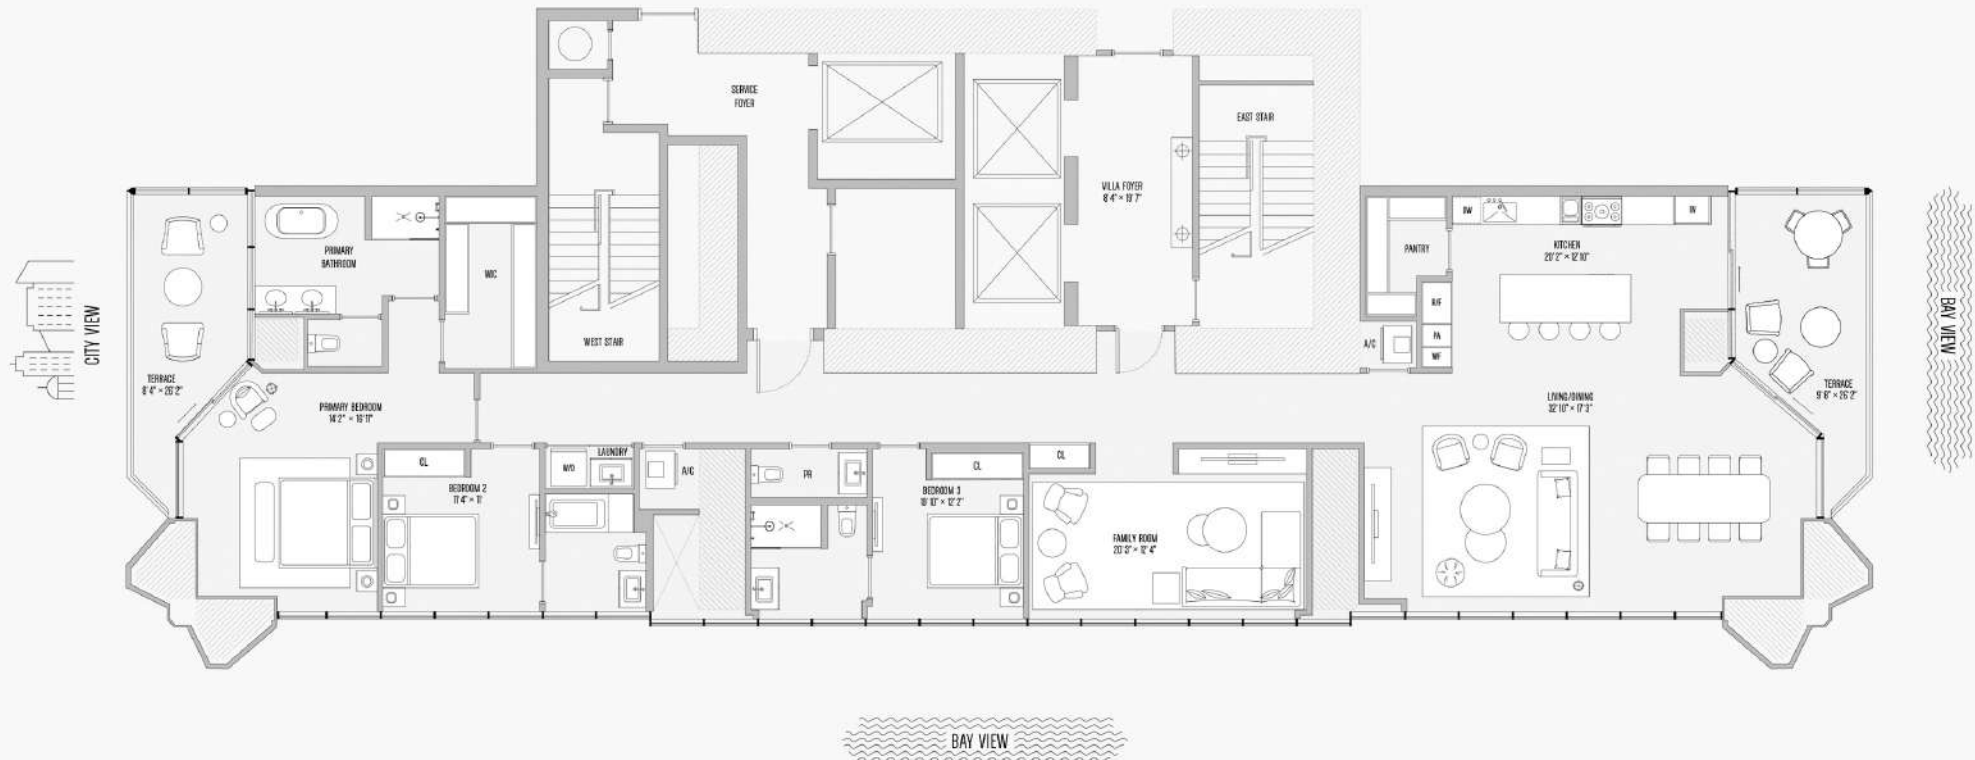 SERVICE
FOYER
EAST STAIR
VILLA FOYER
8'4" × 19'7"
PRIMARY
BATHROOM
WIC
WEST STAIR
DW
W
PANTRY
KITCHEN
20'2" × 12'10"
R/F
PA
WF
A/C
CITY VIEW
BAY VIEW
TERRACE
8'4" × 26'2"
PRIMARY BEDROOM
14'2" × 16'11"
LIVING/DINING
32'10" × 17'3"
TERRACE
9'8" × 26'2"
CL
BEDROOM 2
11'4" × 11'
W/D
LAUNDRY
A/C
PR
CL
BEDROOM 3
CL
FAMILY ROOM
20'3" × 12'4"
BAY VIEW